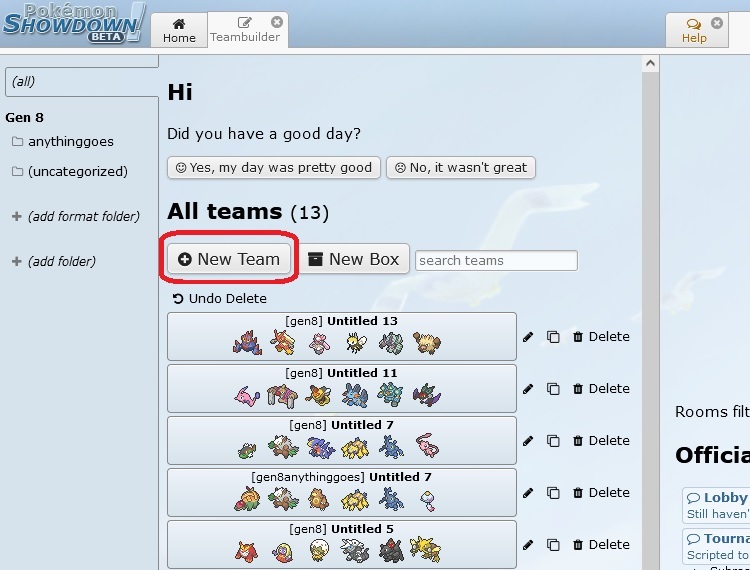 Pokémon
SHOWDOWN!
BETA
Home
Teambuilder
Help
(all)
Gen 8
anythinggoes
(uncategorized)
(add format folder)
(add folder)
Hi
Did you have a good day?
Yes, my day was pretty good
No, it wasn't great
All teams (13)
New Team
New Box
search teams
Undo Delete
[gen8] Untitled 13
Delete
[gen8] Untitled 11
Delete
[gen8] Untitled 7
Delete
[gen8anythinggoes] Untitled 7
Delete
[gen8] Untitled 5
Delete
Rooms filt
Officia
Lobby
Still haven'
Tourna
Scripted to